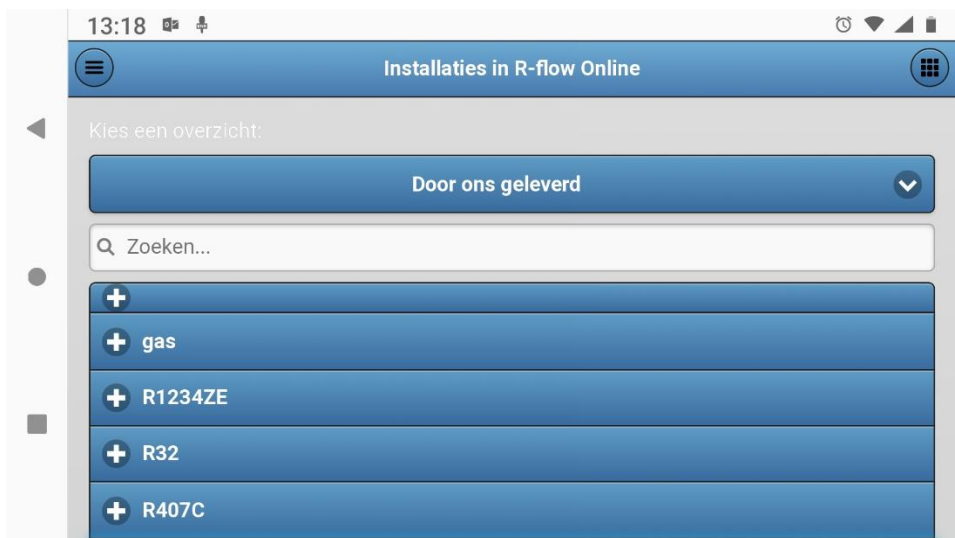 13:18
Installaties in R-flow Online
Kies een overzicht:
Door ons geleverd
Zoeken...
gas
R1234ZE
R32
R407C